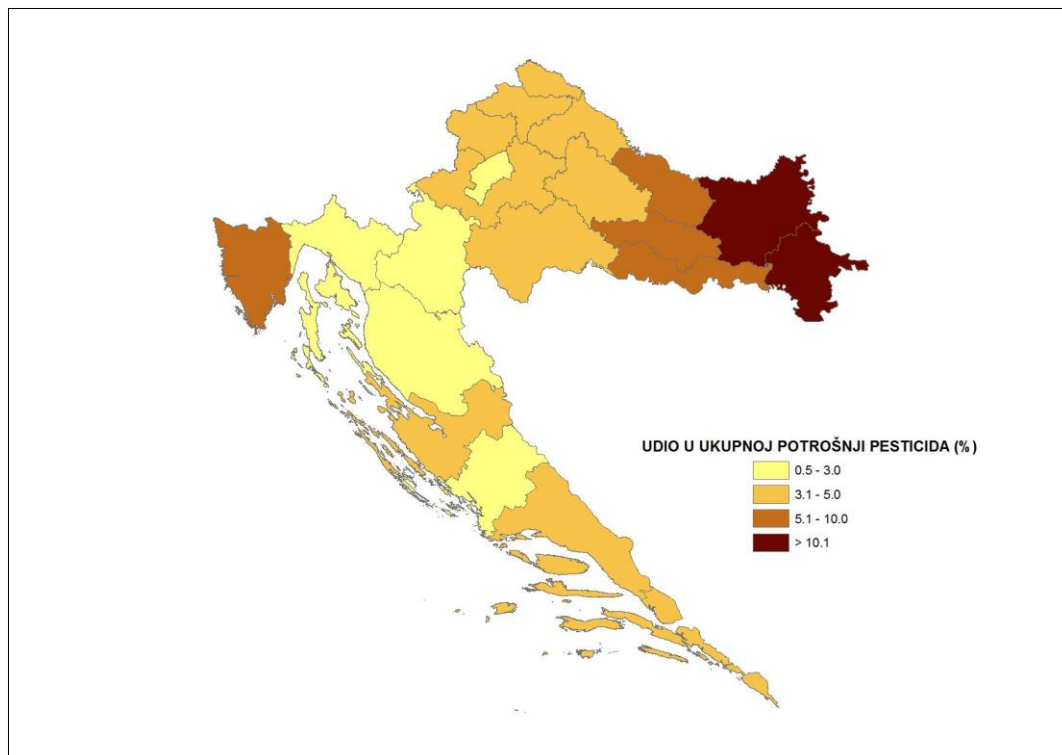 UDIO U UKUPNOJ POTROŠNJI PESTICIDA (%)
0.5 - 3.0
3.1 - 5.0
5.1 - 10.0
> 10.1